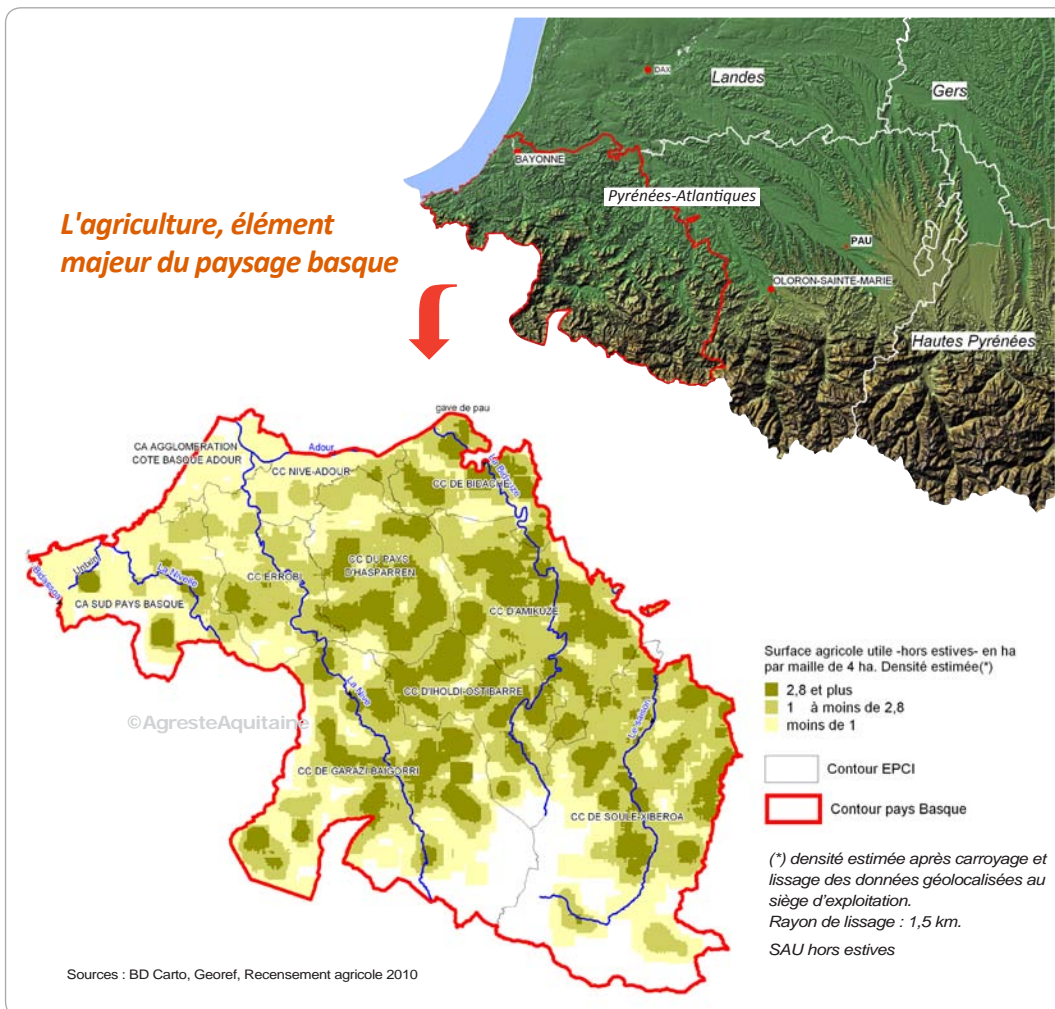 DAX
Landes
Gers
BAYONNE
Pyrénées-Atlantiques
PAU
OLORON-SAINTE-MARIE
Hautes Pyrénées
L'agriculture, élément
majeur du paysage basque
gave de pau
CA AGGLOMERATION
COTE BASQUE ADOUR
Adour
CC NIVE-ADOUR
CC DE BIDACHE
La Bidouze
CC DU PAYS
D'HASPARREN
CC ERROBI
Untxin
La Nivelle
Bidassoa
CA SUD PAYS BASQUE
CC D'AMIKUZE
La Nive
CC D'IHOLDI-OSTIBARRE
Le saison
©AgresteAquitaine
CC DE GARAZI-BAIGORRI
CC DE SOULE-XIBEROA
Surface agricole utile -hors estives- en ha
par maille de 4 ha. Densité estimée(*)
2,8 et plus
1 à moins de 2,8
moins de 1
Contour EPCI
Contour pays Basque
(*) densité estimée après carroyage et
lissage des données géolocalisées au
siège d'exploitation.
Rayon de lissage : 1,5 km.
SAU hors estives
Sources : BD Carto, Georef, Recensement agricole 2010